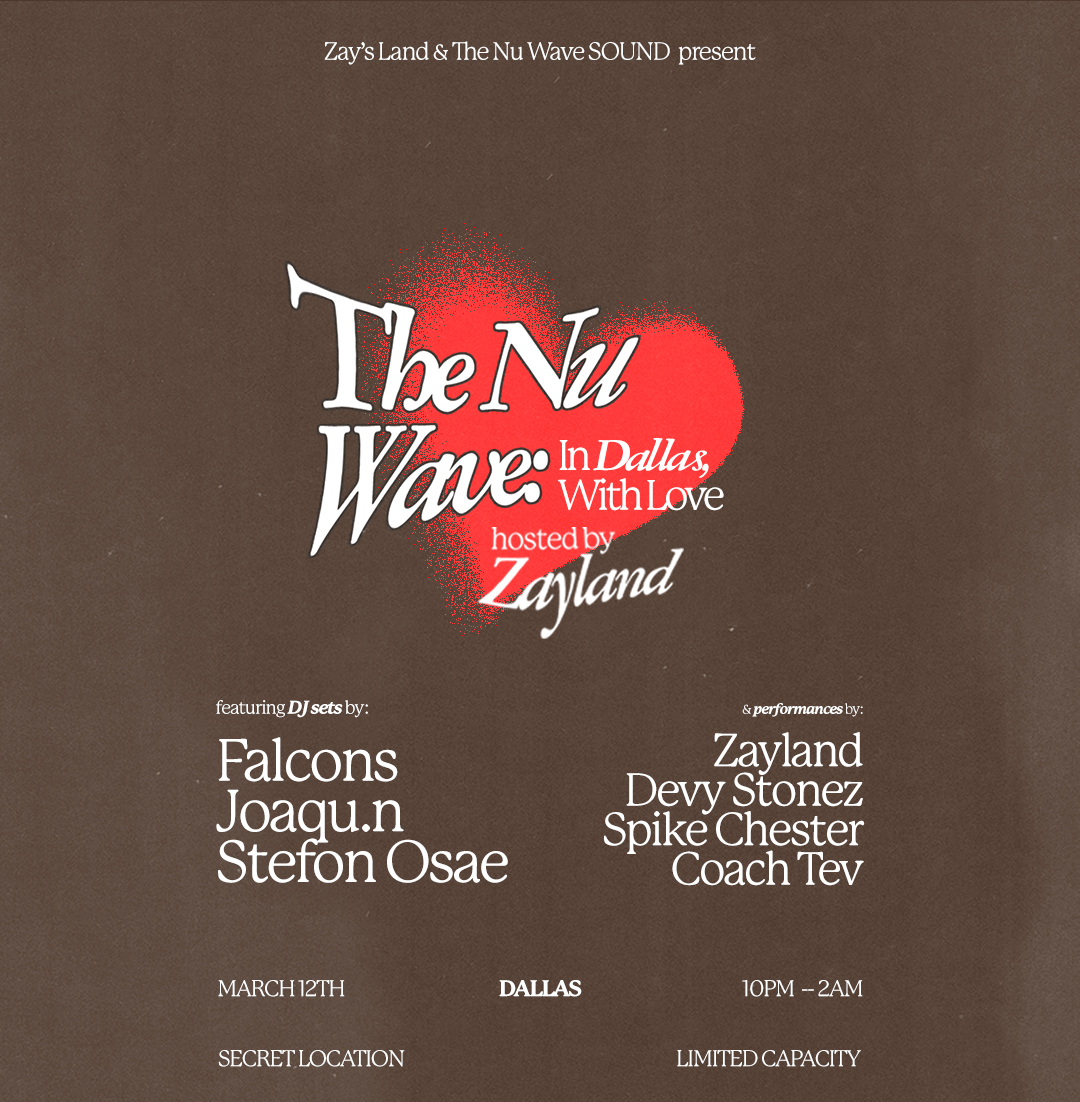 Zay's Land & The Nu Wave SOUND present
The Nu
Wave:
In Dallas,
With Love
hosted by
Zayland
featuring DJ sets by:
Falcons
Joaqu.n
Stefon Osae
& performances by:
Zayland
Devy Stonez
Spike Chester
Coach Tev
MARCH 12TH
DALLAS
10PM -- 2AM
SECRET LOCATION
LIMITED CAPACITY